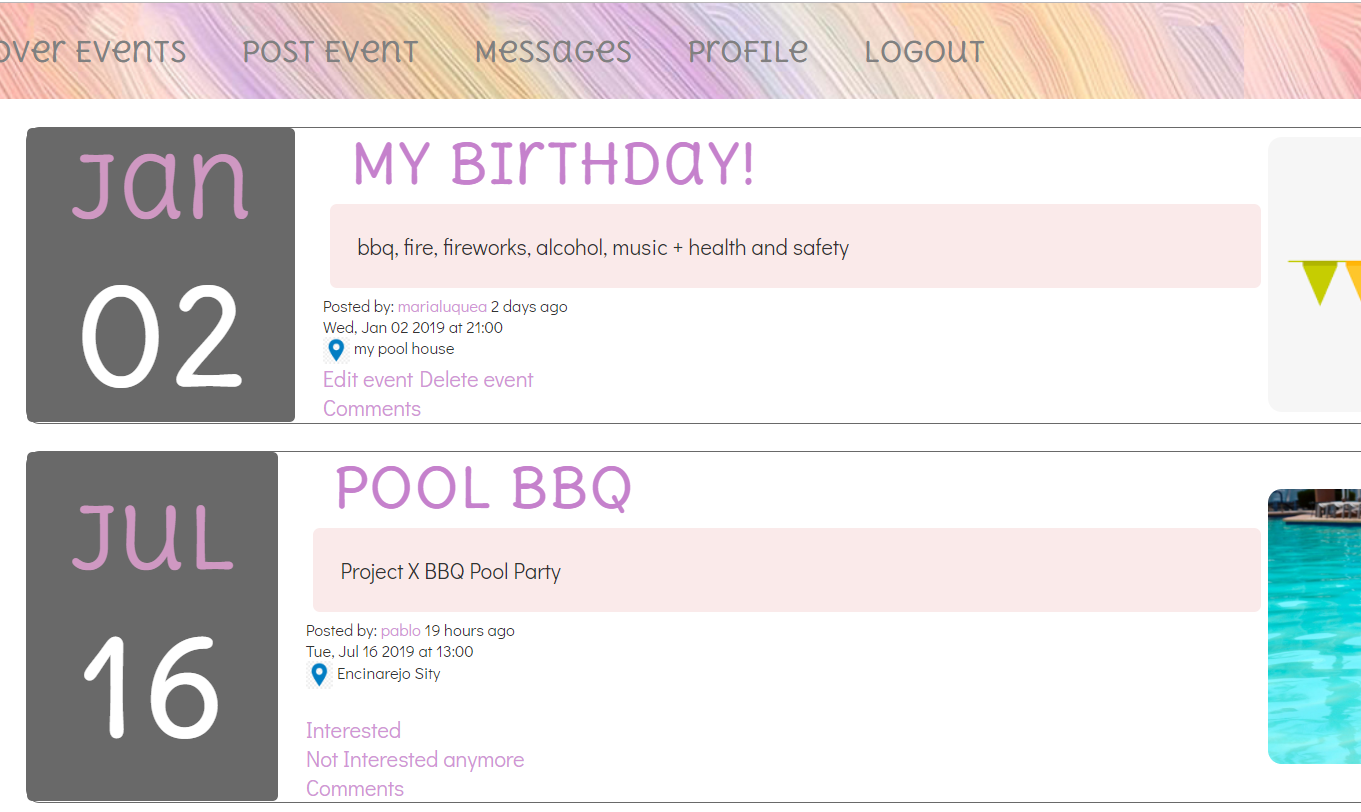 over Events Post Event Messages Profile Logout
Jan
02
My Birthday!
bbq, fire, fireworks, alcohol, music + health and safety
Posted by: marialuquea 2 days ago
Wed, Jan 02 2019 at 21:00
my pool house
Edit event Delete event
Comments
Jul
16
POOL BBQ
Project X BBQ Pool Party
Posted by: pablo 19 hours ago
Tue, Jul 16 2019 at 13:00
Encinarejo Sity
Interested
Not Interested anymore
Comments